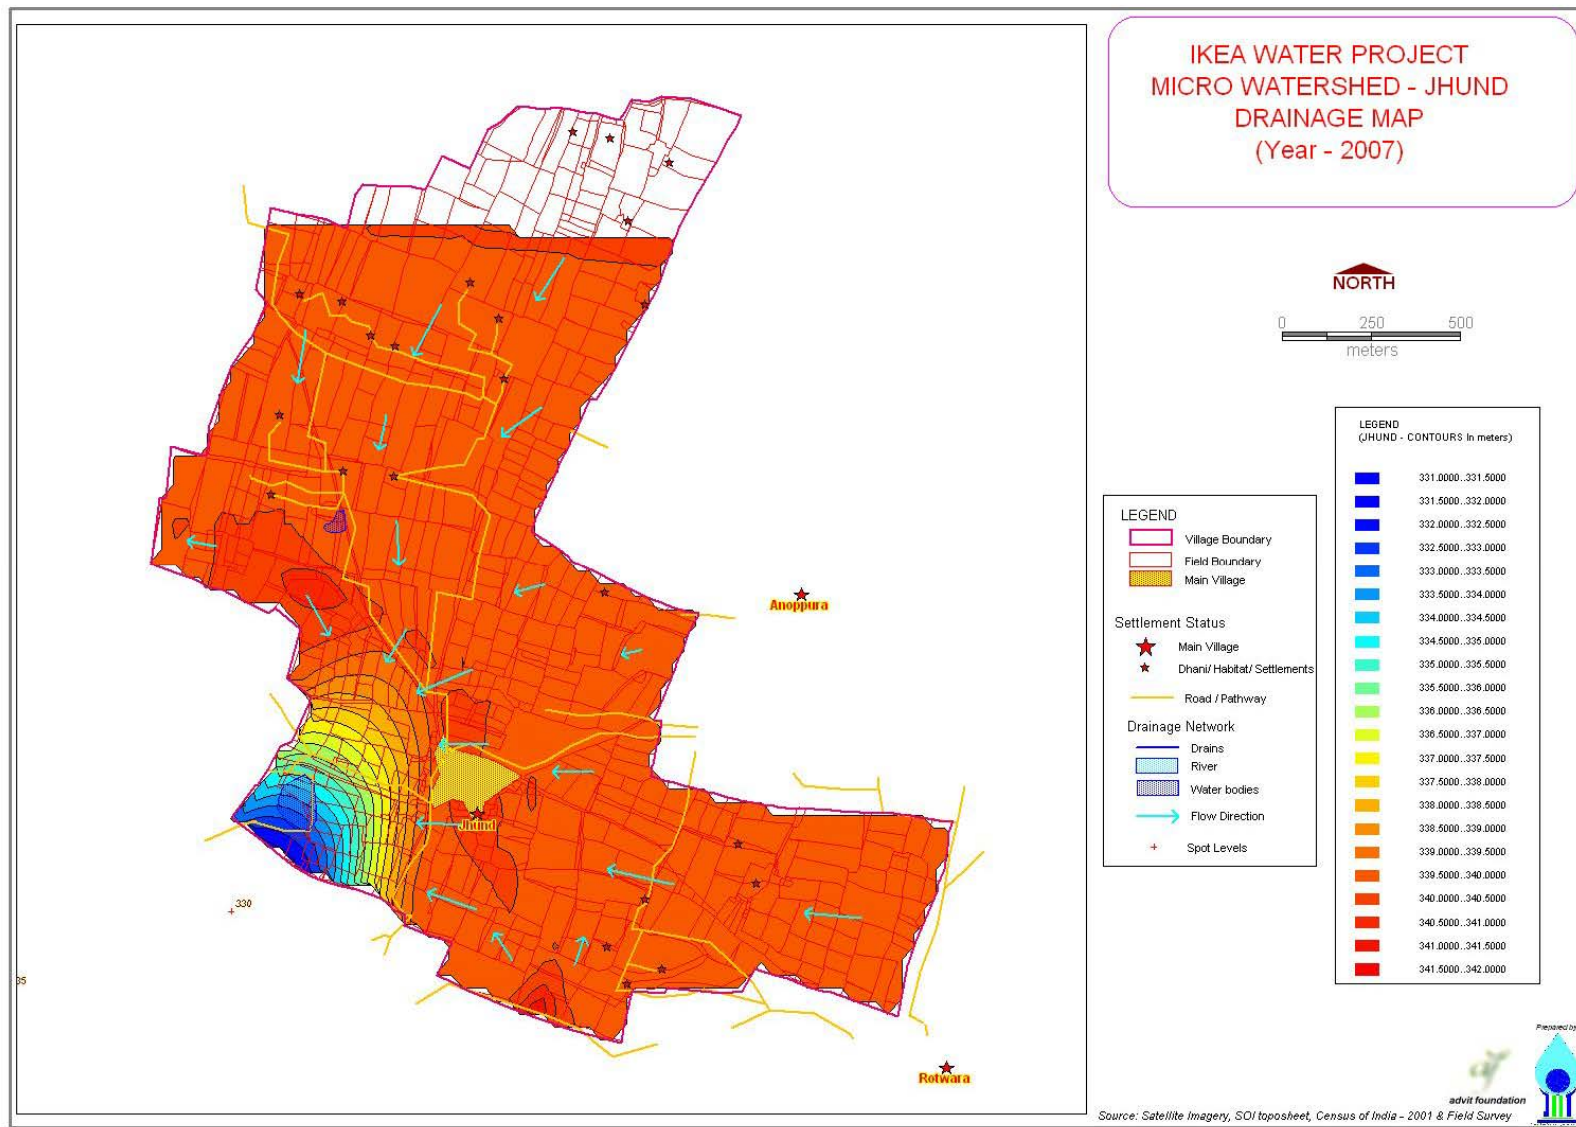 IKEA WATER PROJECT
MICRO WATERSHED - JHUND
DRAINAGE MAP
(Year - 2007)
NORTH
0 250 500
meters
LEGEND
(JHUND - CONTOURS In meters)
331.0000..331.5000
331.5000..332.0000
332.0000..332.5000
332.5000..333.0000
333.0000..333.5000
333.5000..334.0000
334.0000..334.5000
334.5000..335.0000
335.0000..335.5000
335.5000..336.0000
336.0000..336.5000
336.5000..337.0000
337.0000..337.5000
337.5000..338.0000
338.0000..338.5000
338.5000..339.0000
339.0000..339.5000
339.5000..340.0000
340.0000..340.5000
340.5000..341.0000
341.0000..341.5000
341.5000..342.0000
LEGEND
Village Boundary
Field Boundary
Main Village
Settlement Status
Main Village
Dhani/ Habitat/ Settlements
Road / Pathway
Drainage Network
Drains
River
Water bodies
Flow Direction
Spot Levels
Anoppura
Jhund
330
35
Rotwara
Prepared by
advit foundation
Source: Satellite Imagery, SOI toposheet, Census of India - 2001 & Field Survey